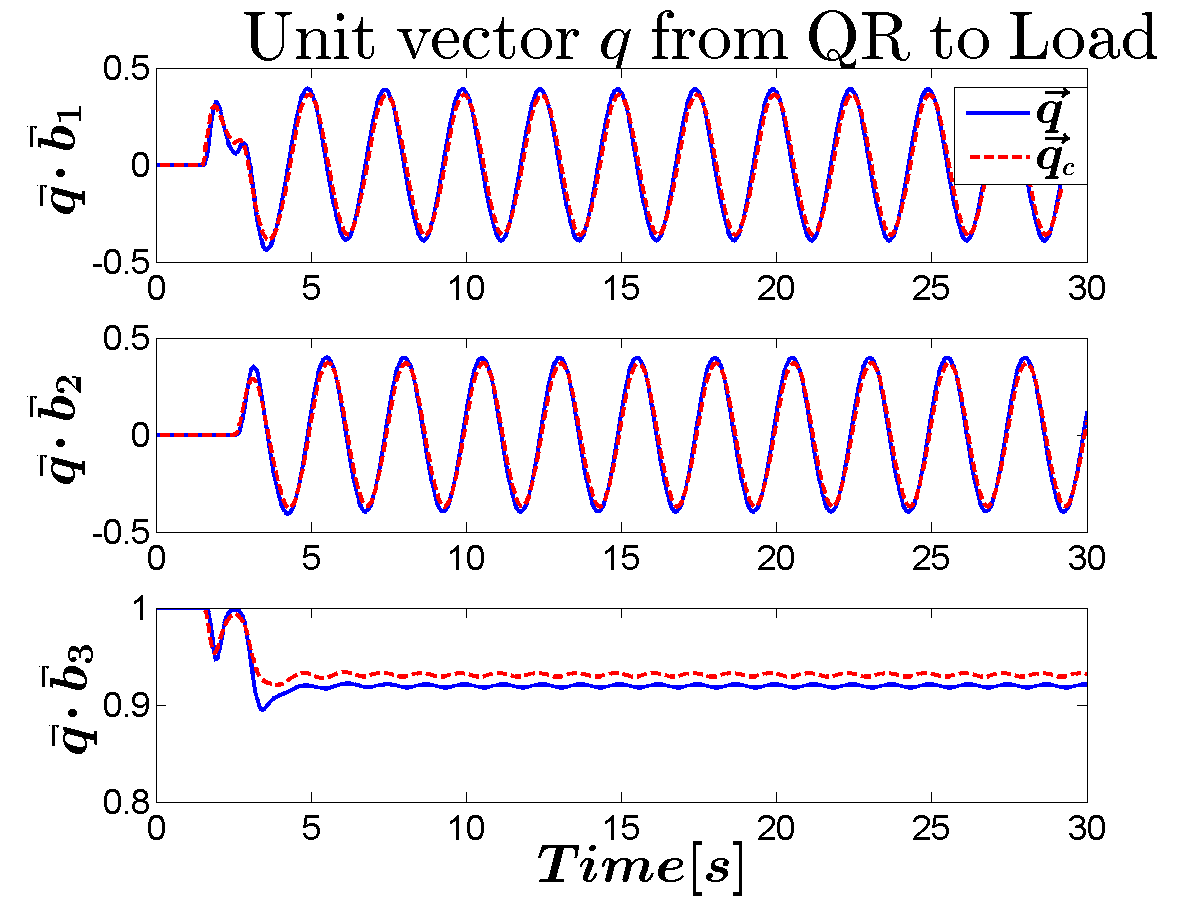 Unit vector q from QR to Load
0.5
0
-0.5
q̄ · b̄₁
q⃗
q⃗c
0 5 10 15 20 25 30
0.5
0
-0.5
q̄ · b̄₂
0 5 10 15 20 25 30
1
0.9
0.8
q̄ · b̄₃
0 5 10 15 20 25 30
Time[s]